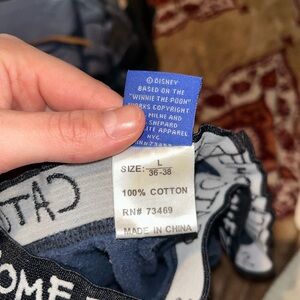 © DISNEY
BASED ON THE
"WINNIE THE POOH"
WORKS COPYRIGHT
MILNE AND
SHEPARD
APPAREL
NYC
SIZE: L
36-38
100% COTTON
RN# 73469
MADE IN CHINA
OME